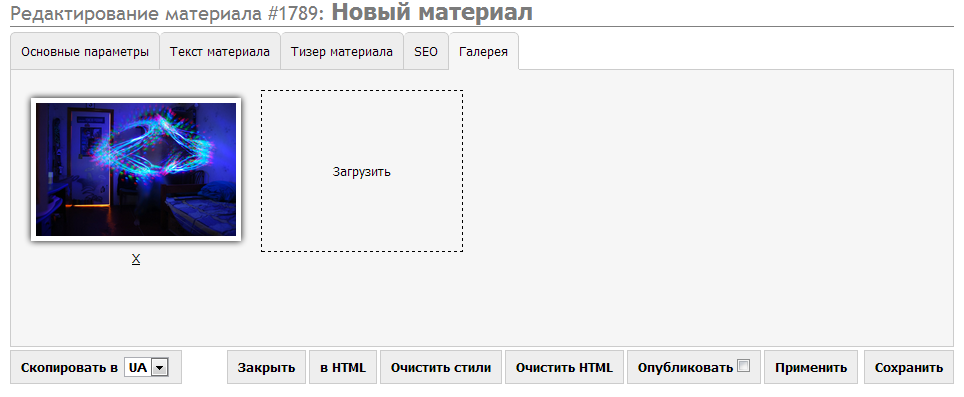 Редактирование материала #1789: Новый материал
Основные параметры Текст материала Тизер материала SEO Галерея
Загрузить
X
Скопировать в UA Закрыть в HTML Очистить стили Очистить HTML Опубликовать Применить Сохранить